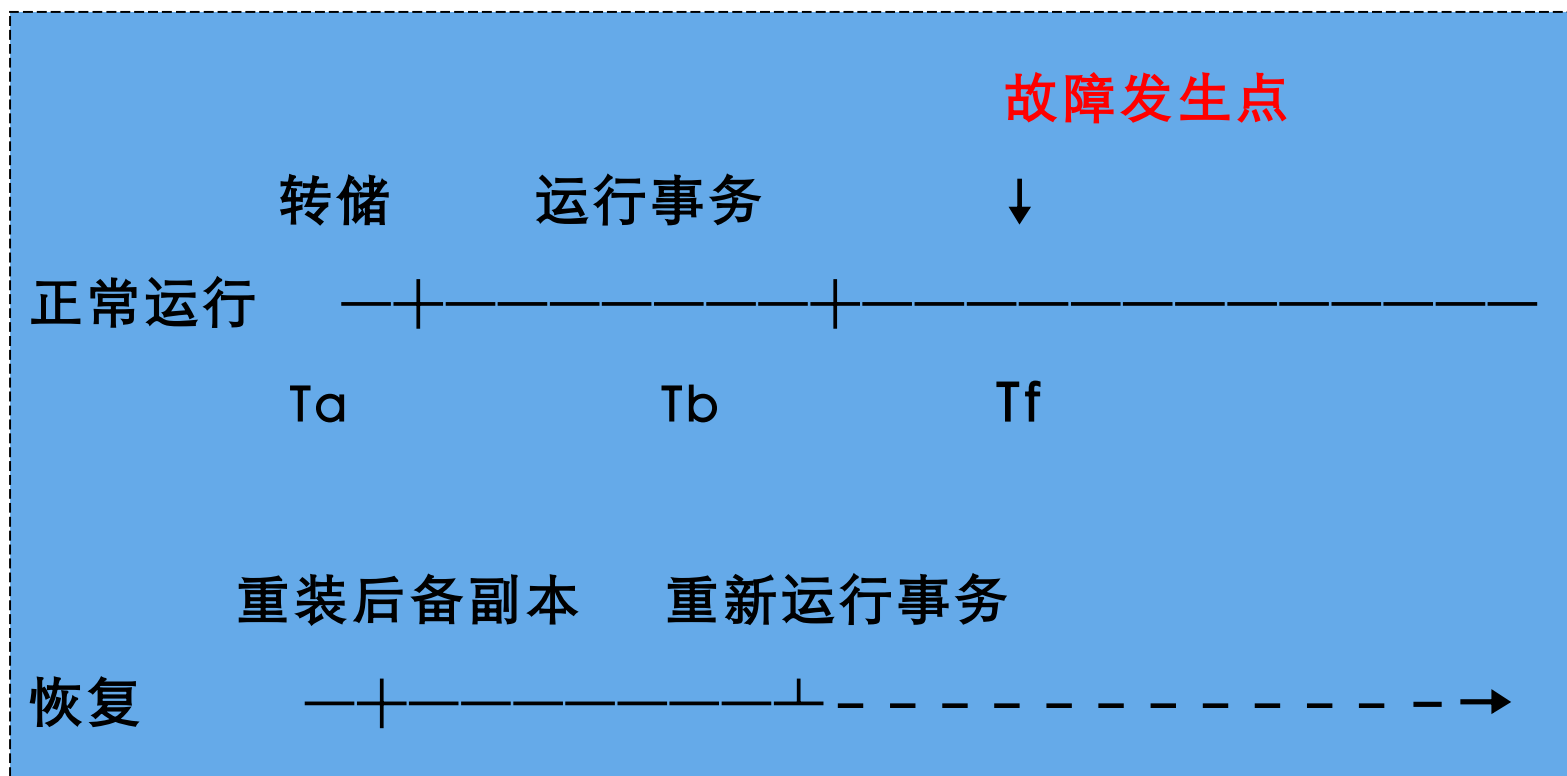 故障发生点
转储 运行事务
正常运行
Ta Tb Tf
重装后备副本 重新运行事务
恢复